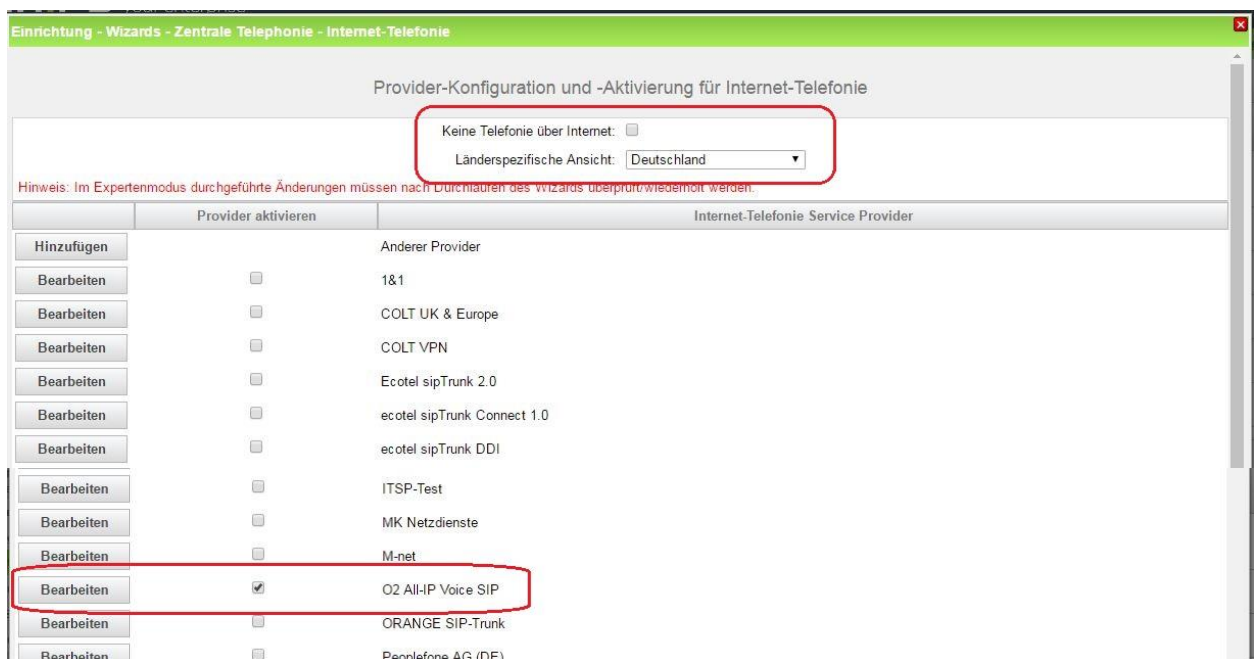 your enterprise
Einrichtung - Wizards - Zentrale Telephonie - Internet-Telefonie
Provider-Konfiguration und -Aktivierung für Internet-Telefonie
Keine Telefonie über Internet:
Länderspezifische Ansicht: Deutschland
Hinweis: Im Expertenmodus durchgeführte Änderungen müssen nach Durchlaufen des Wizards überprüft/wiederholt werden.
Provider aktivieren Internet-Telefonie Service Provider
Hinzufügen Anderer Provider
Bearbeiten 1&1
Bearbeiten COLT UK & Europe
Bearbeiten COLT VPN
Bearbeiten Ecotel sipTrunk 2.0
Bearbeiten ecotel sipTrunk Connect 1.0
Bearbeiten ecotel sipTrunk DDI
Bearbeiten ITSP-Test
Bearbeiten MK Netzdienste
Bearbeiten M-net
Bearbeiten O2 All-IP Voice SIP
Bearbeiten ORANGE SIP-Trunk
Bearbeiten Peoplefone AG (DE)